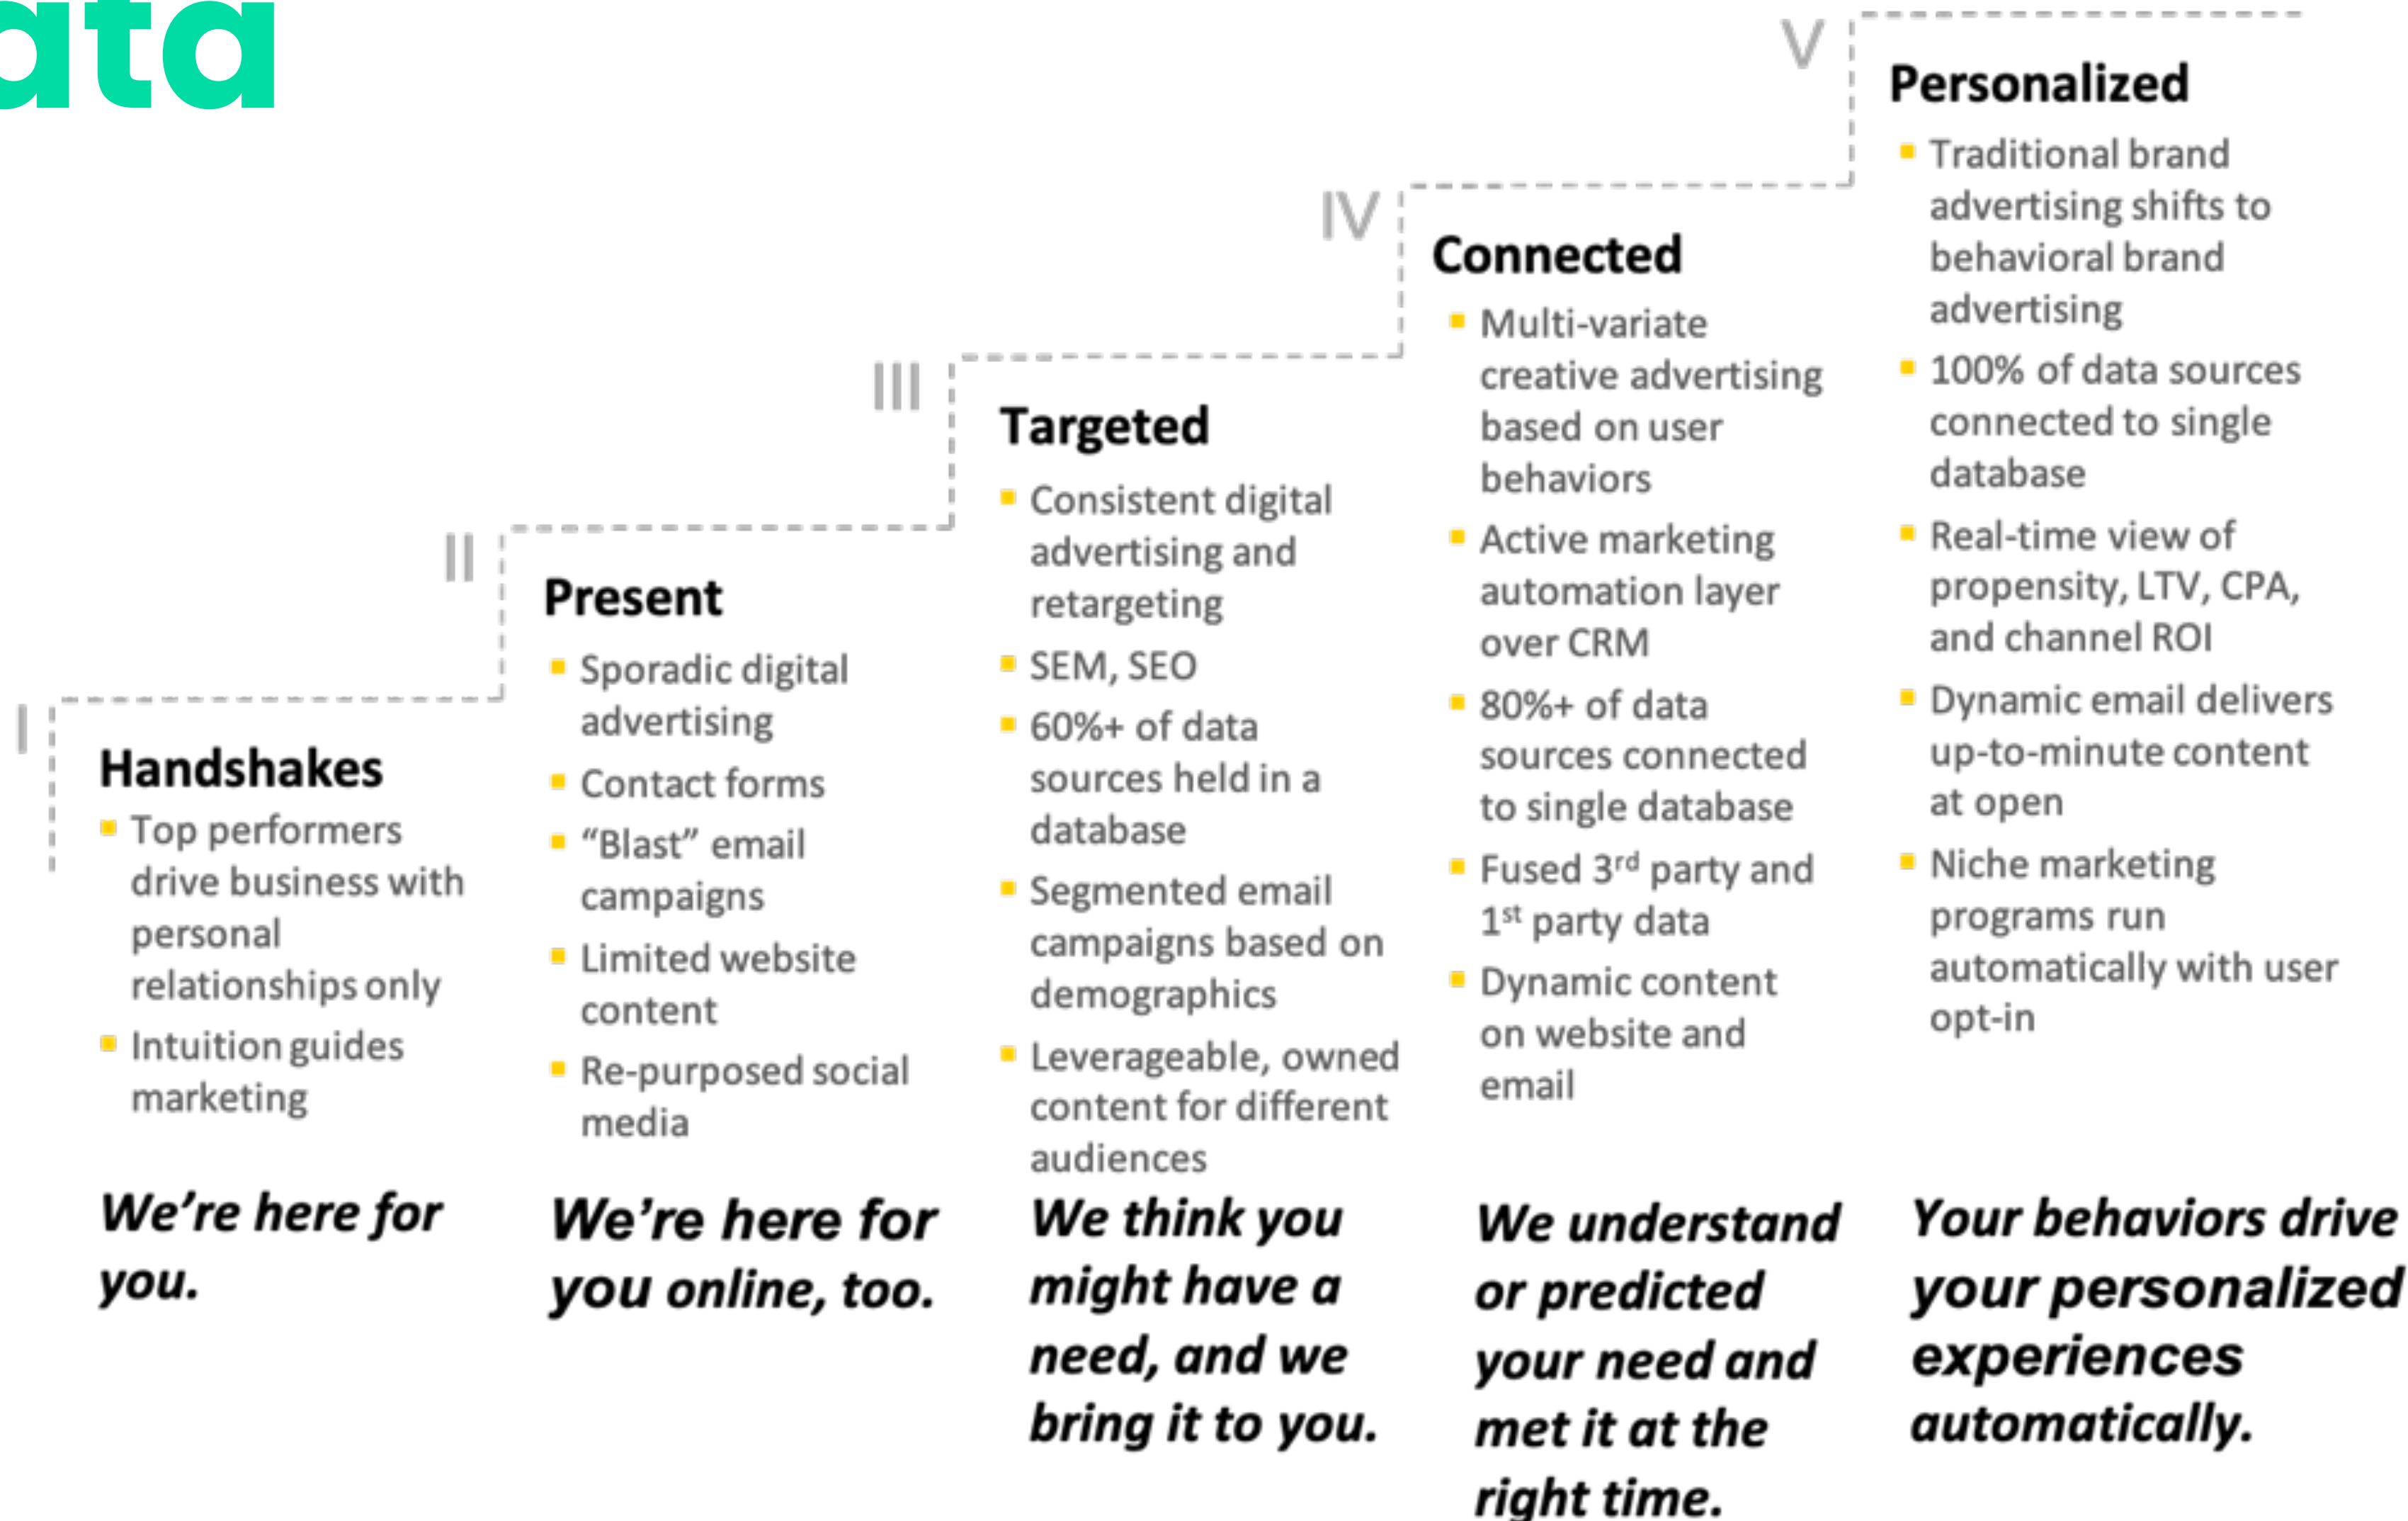 ata
I
Handshakes
Top performers
drive business with
personal
relationships only
Intuition guides
marketing
We're here for
you.
II
Present
Sporadic digital
advertising
Contact forms
“Blast” email
campaigns
Limited website
content
Re-purposed social
media
We're here for
you online, too.
III
Targeted
Consistent digital
advertising and
retargeting
SEM, SEO
60%+ of data
sources held in a
database
Segmented email
campaigns based on
demographics
Leverageable, owned
content for different
audiences
We think you
might have a
need, and we
bring it to you.
IV
Connected
Multi-variate
creative advertising
based on user
behaviors
Active marketing
automation layer
over CRM
80%+ of data
sources connected
to single database
Fused 3rd party and
1st party data
Dynamic content
on website and
email
We understand
or predicted
your need and
met it at the
right time.
V
Personalized
Traditional brand
advertising shifts to
behavioral brand
advertising
100% of data sources
connected to single
database
Real-time view of
propensity, LTV, CPA,
and channel ROI
Dynamic email delivers
up-to-minute content
at open
Niche marketing
programs run
automatically with user
opt-in
Your behaviors drive
your personalized
experiences
automatically.